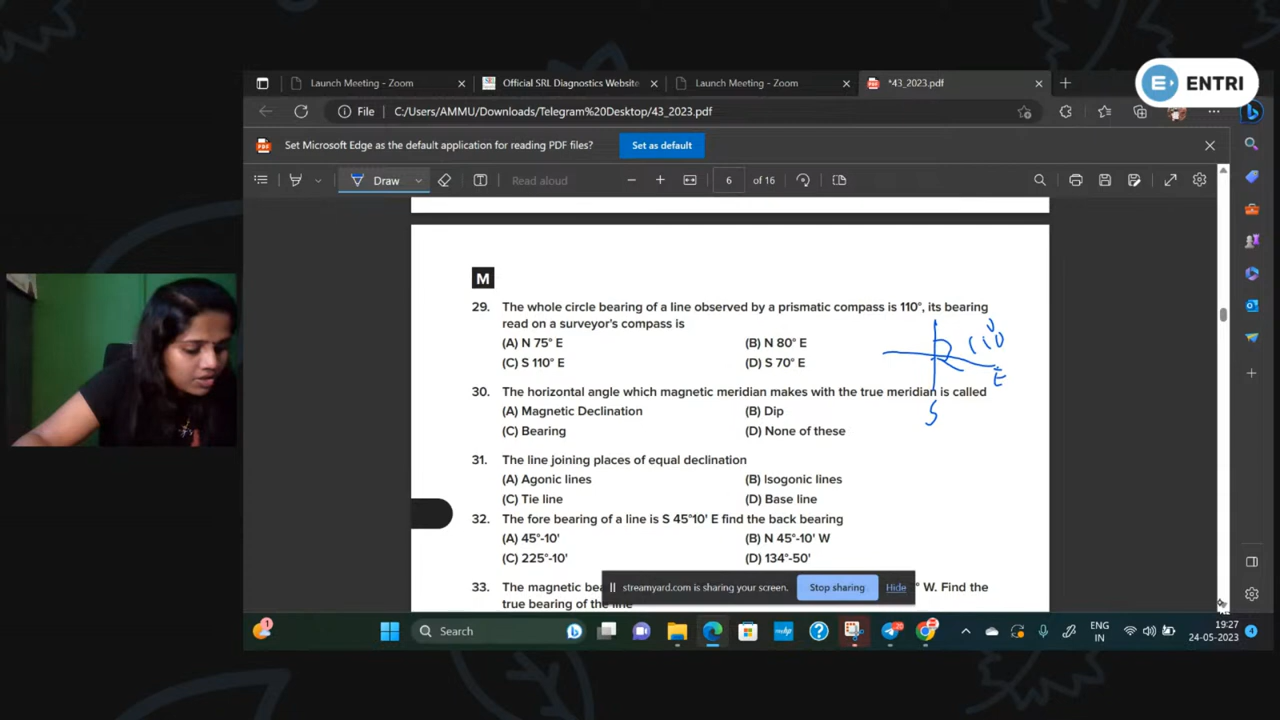 ENTRI
Launch Meeting - Zoom
Official SRL Diagnostics Website
Launch Meeting - Zoom
*43_2023.pdf
File
C:/Users/AMMU/Downloads/Telegram%20Desktop/43_2023.pdf
Set Microsoft Edge as the default application for reading PDF files?
Set as default
Draw
Read aloud
6
of 16
M
29. The whole circle bearing of a line observed by a prismatic compass is 110°, its bearing
read on a surveyor's compass is
(A) N 75° E
(B) N 80° E
(C) S 110° E
(D) S 70° E
110
E
S
30. The horizontal angle which magnetic meridian makes with the true meridian is called
(A) Magnetic Declination
(B) Dip
(C) Bearing
(D) None of these
31. The line joining places of equal declination
(A) Agonic lines
(B) Isogonic lines
(C) Tie line
(D) Base line
32. The fore bearing of a line is S 45°10' E find the back bearing
(A) 45°-10'
(B) N 45°-10' W
(C) 225°-10'
(D) 134°-50'
33. The magnetic bea
° W. Find the
true bearing of the line
streamyard.com is sharing your screen.
Stop sharing
Hide
Search
ENG
IN
19:27
24-05-2023